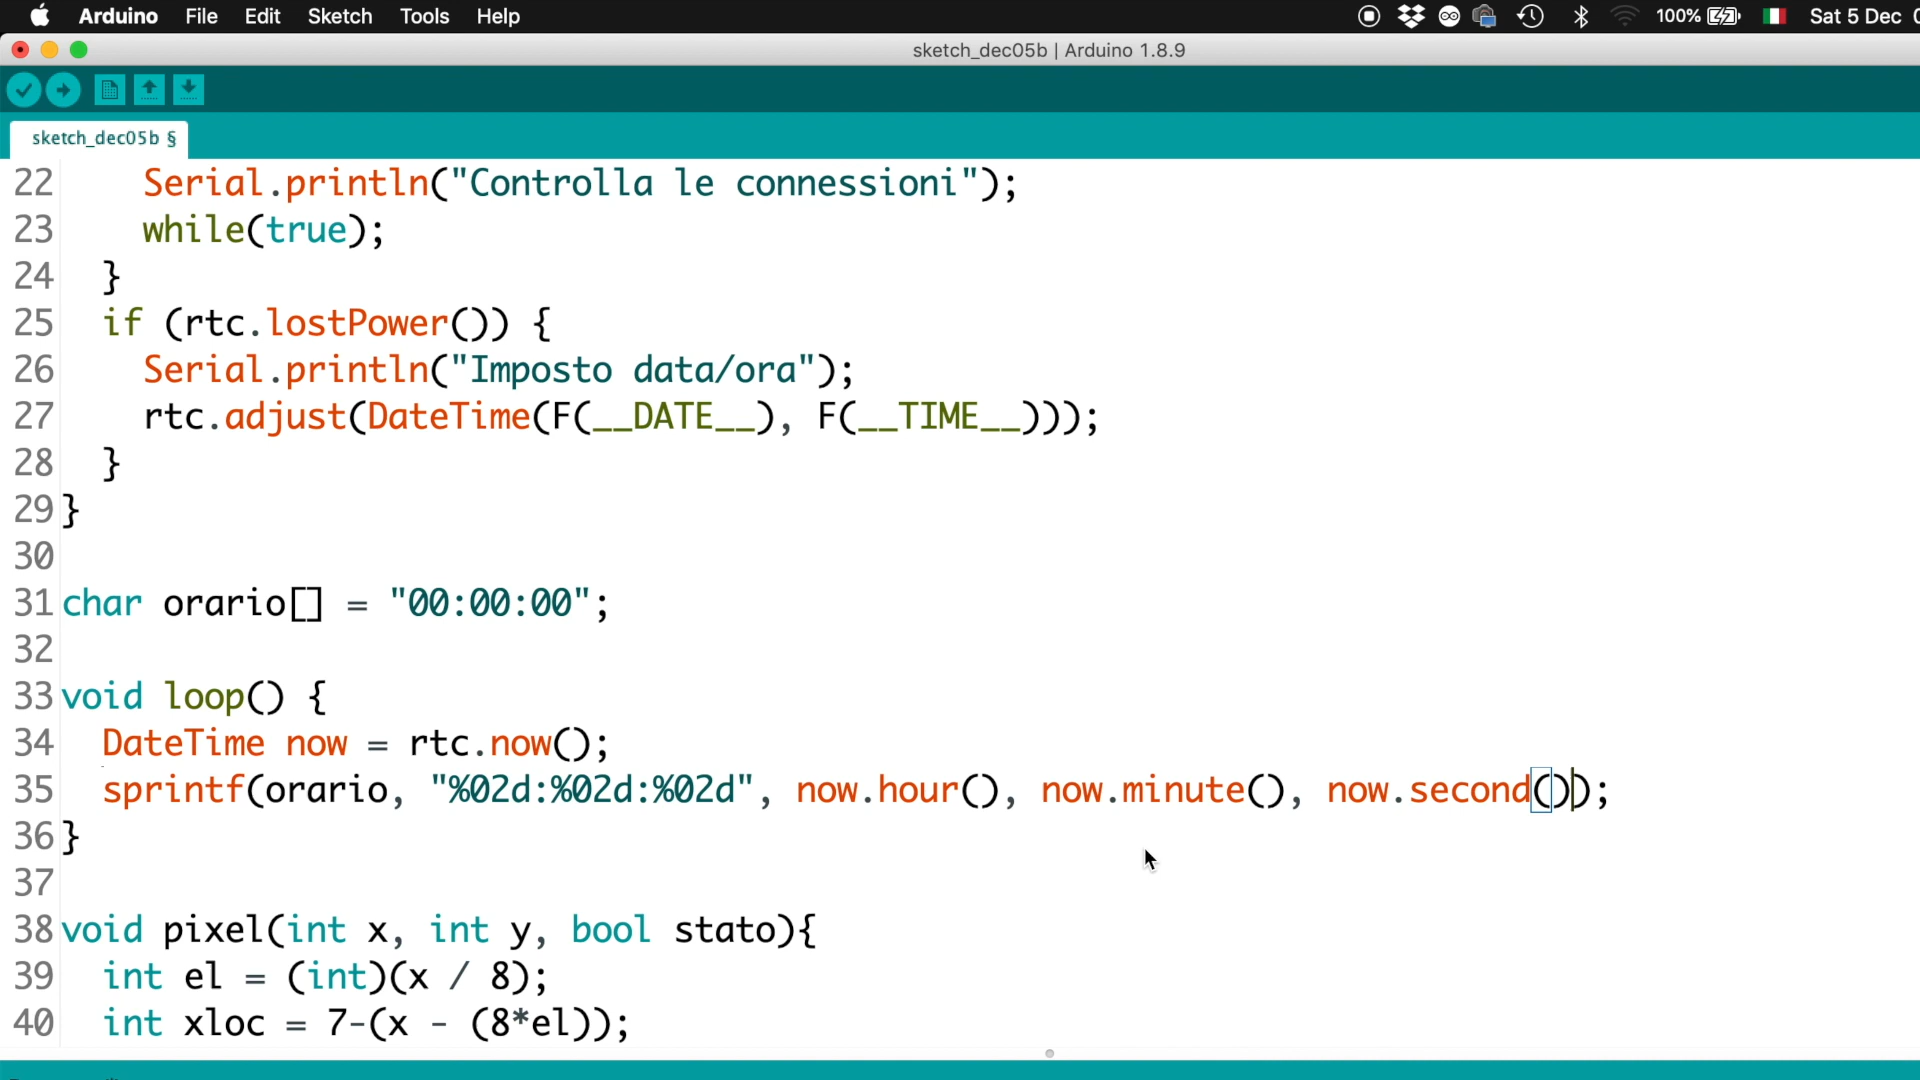 Arduino File Edit Sketch Tools Help 100% Sat 5 Dec
sketch_dec05b | Arduino 1.8.9
sketch_dec05b §
22 Serial.println("Controlla le connessioni");
23 while(true);
24 }
25 if (rtc.lostPower()) {
26 Serial.println("Imposto data/ora");
27 rtc.adjust(DateTime(F(__DATE__), F(__TIME__)));
28 }
29 }
30
31 char orario[] = "00:00:00";
32
33 void loop() {
34 DateTime now = rtc.now();
35 sprintf(orario, "%02d:%02d:%02d", now.hour(), now.minute(), now.second());
36 }
37
38 void pixel(int x, int y, bool stato){
39 int el = (int)(x / 8);
40 int xloc = 7-(x - (8*el));